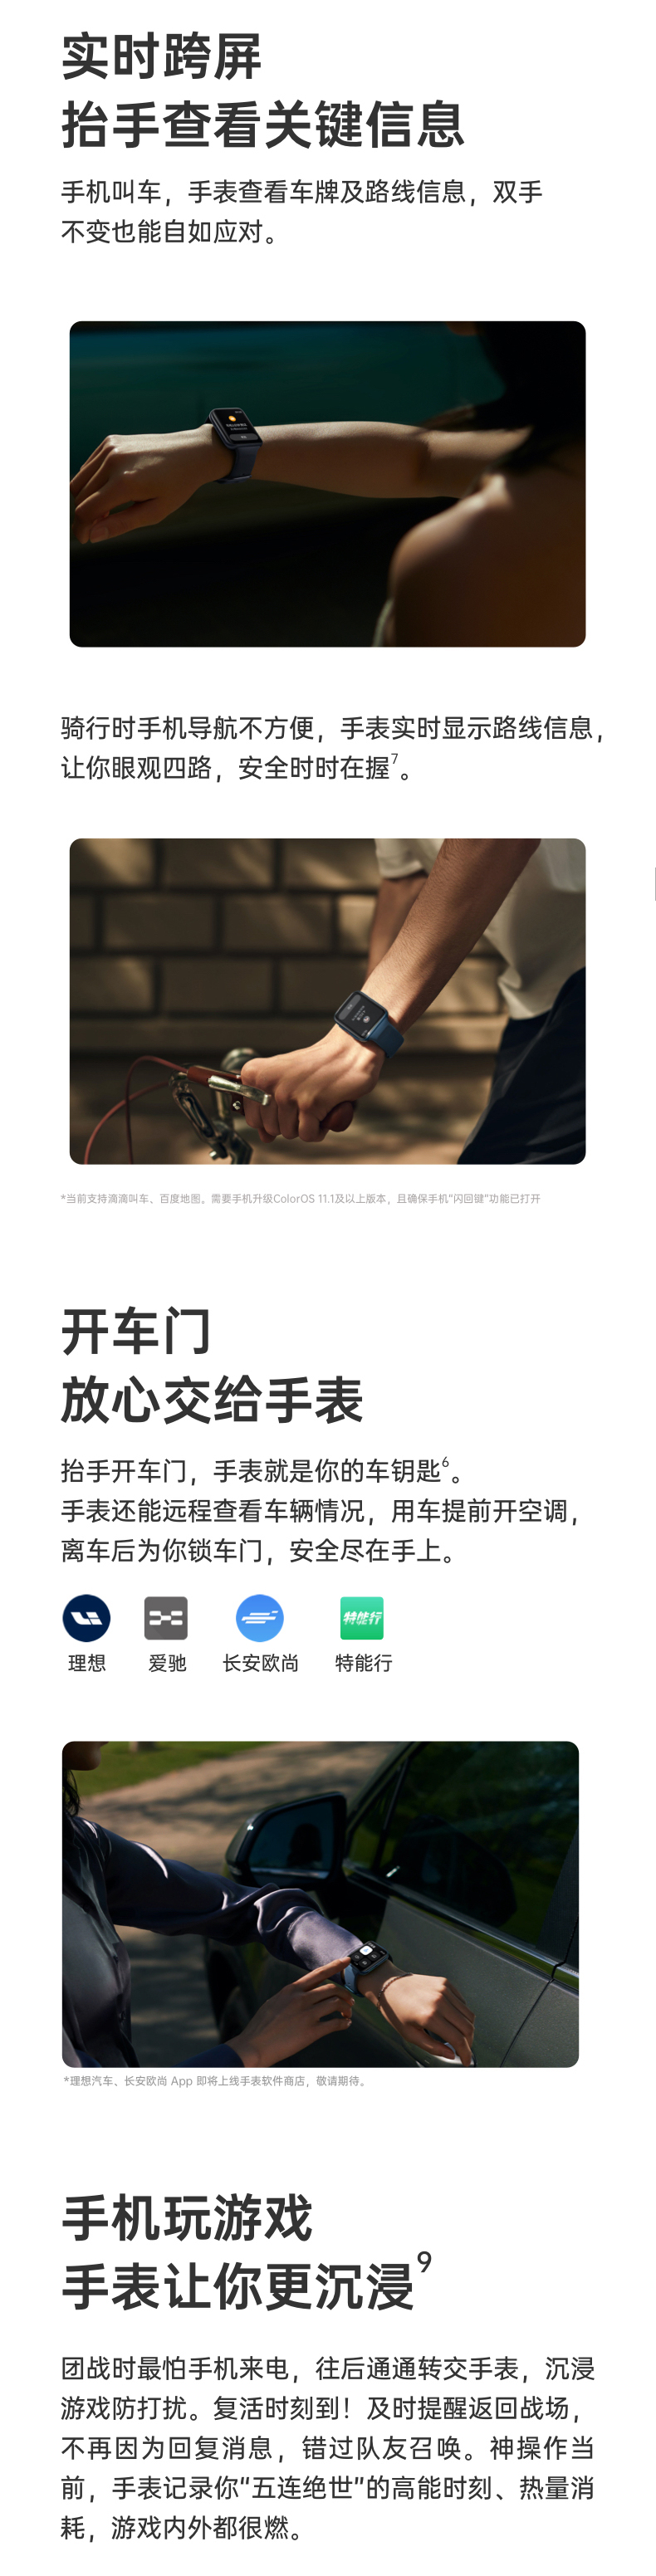 实时跨屏
抬手查看关键信息
手机叫车，手表查看车牌及路线信息，双手
不变也能自如应对。
骑行时手机导航不方便，手表实时显示路线信息，
让你眼观四路，安全时时在握7。
*当前支持滴滴叫车、百度地图。需要手机升级ColorOS 11.1及以上版本，且确保手机“闪回键”功能已打开
开车门
放心交给手表
抬手开车门，手表就是你的车钥匙6。
手表还能远程查看车辆情况，用车提前开空调，
离车后为你锁车门，安全尽在手上。
特能行
理想 爱驰 长安欧尚 特能行
*理想汽车、长安欧尚 App 即将上线手表软件商店，敬请期待。
手机玩游戏
手表让你更沉浸9
团战时最怕手机来电，往后通通转交手表，沉浸
游戏防打扰。复活时刻到！及时提醒返回战场，
不再因为回复消息，错过队友召唤。神操作当
前，手表记录你“五连绝世”的高能时刻、热量消
耗，游戏内外都很燃。